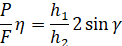 P/F η = h₁/h₂ 2 sin γ